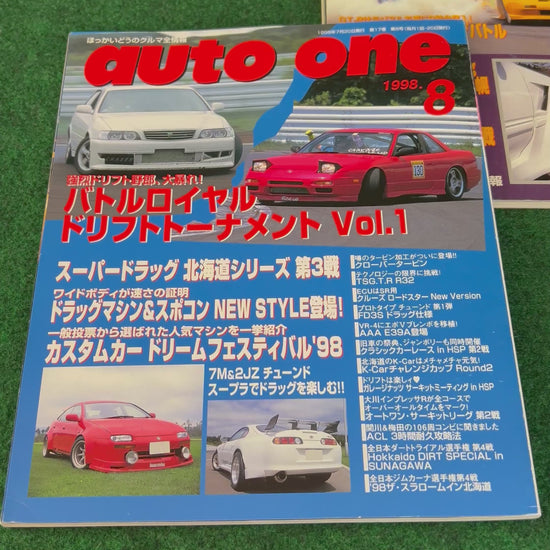 ほっかいどうのクルマ全情報
auto one
1998.
8
強烈ドリフト野郎、大暴れ!
バトルロイヤル
ドリフトトーナメント Vol.1
スーパードラッグ 北海道シリーズ 第3戦
ワイドボディが速さの証明
ドラッグマシン&スポコン NEW STYLE登場!
一般投票から選ばれた人気マシンを一挙紹介
カスタムカー ドリームフェスティバル'98
7M&2JZ チューンド
スープラでドラッグを楽しむ!!
噂のタービン加工がついに登場!!
クローバータービン
テクノロジーの限界に挑戦!
TSG.T.G R32
ECUはSR用
クルーズ ロードスター New Version
プロトタイプ チューンド 第1弾
FD3S ドラッグ仕様
VR-4にエボVブレンボを移植!
AAA E39A登場
旧車の祭典、ジャンボリーも同時開催
クラシックカーレース in HSP 第2戦
北海道のK-Carはメチャメチャ元気!
K-Carチャレンジカップ Round2
ドリフトは楽しィ♥
ガレージナッツ サーキットミーティング in HSP
大川インプレッサRが全コースで
オーバーオールタイムをマーク!
オートワン・サーキットリーグ 第2戦
関川&梅田の106周コンビに聞きました
ACL 3時間耐久攻略法
全日本ダートトライアル選手権 第4戦
Hokkaido DIRT SPECIAL in
SUNAGAWA
全日本ジムカーナ選手権 第4戦
'98ザ・スラロームイン北海道
バトル
戦
報